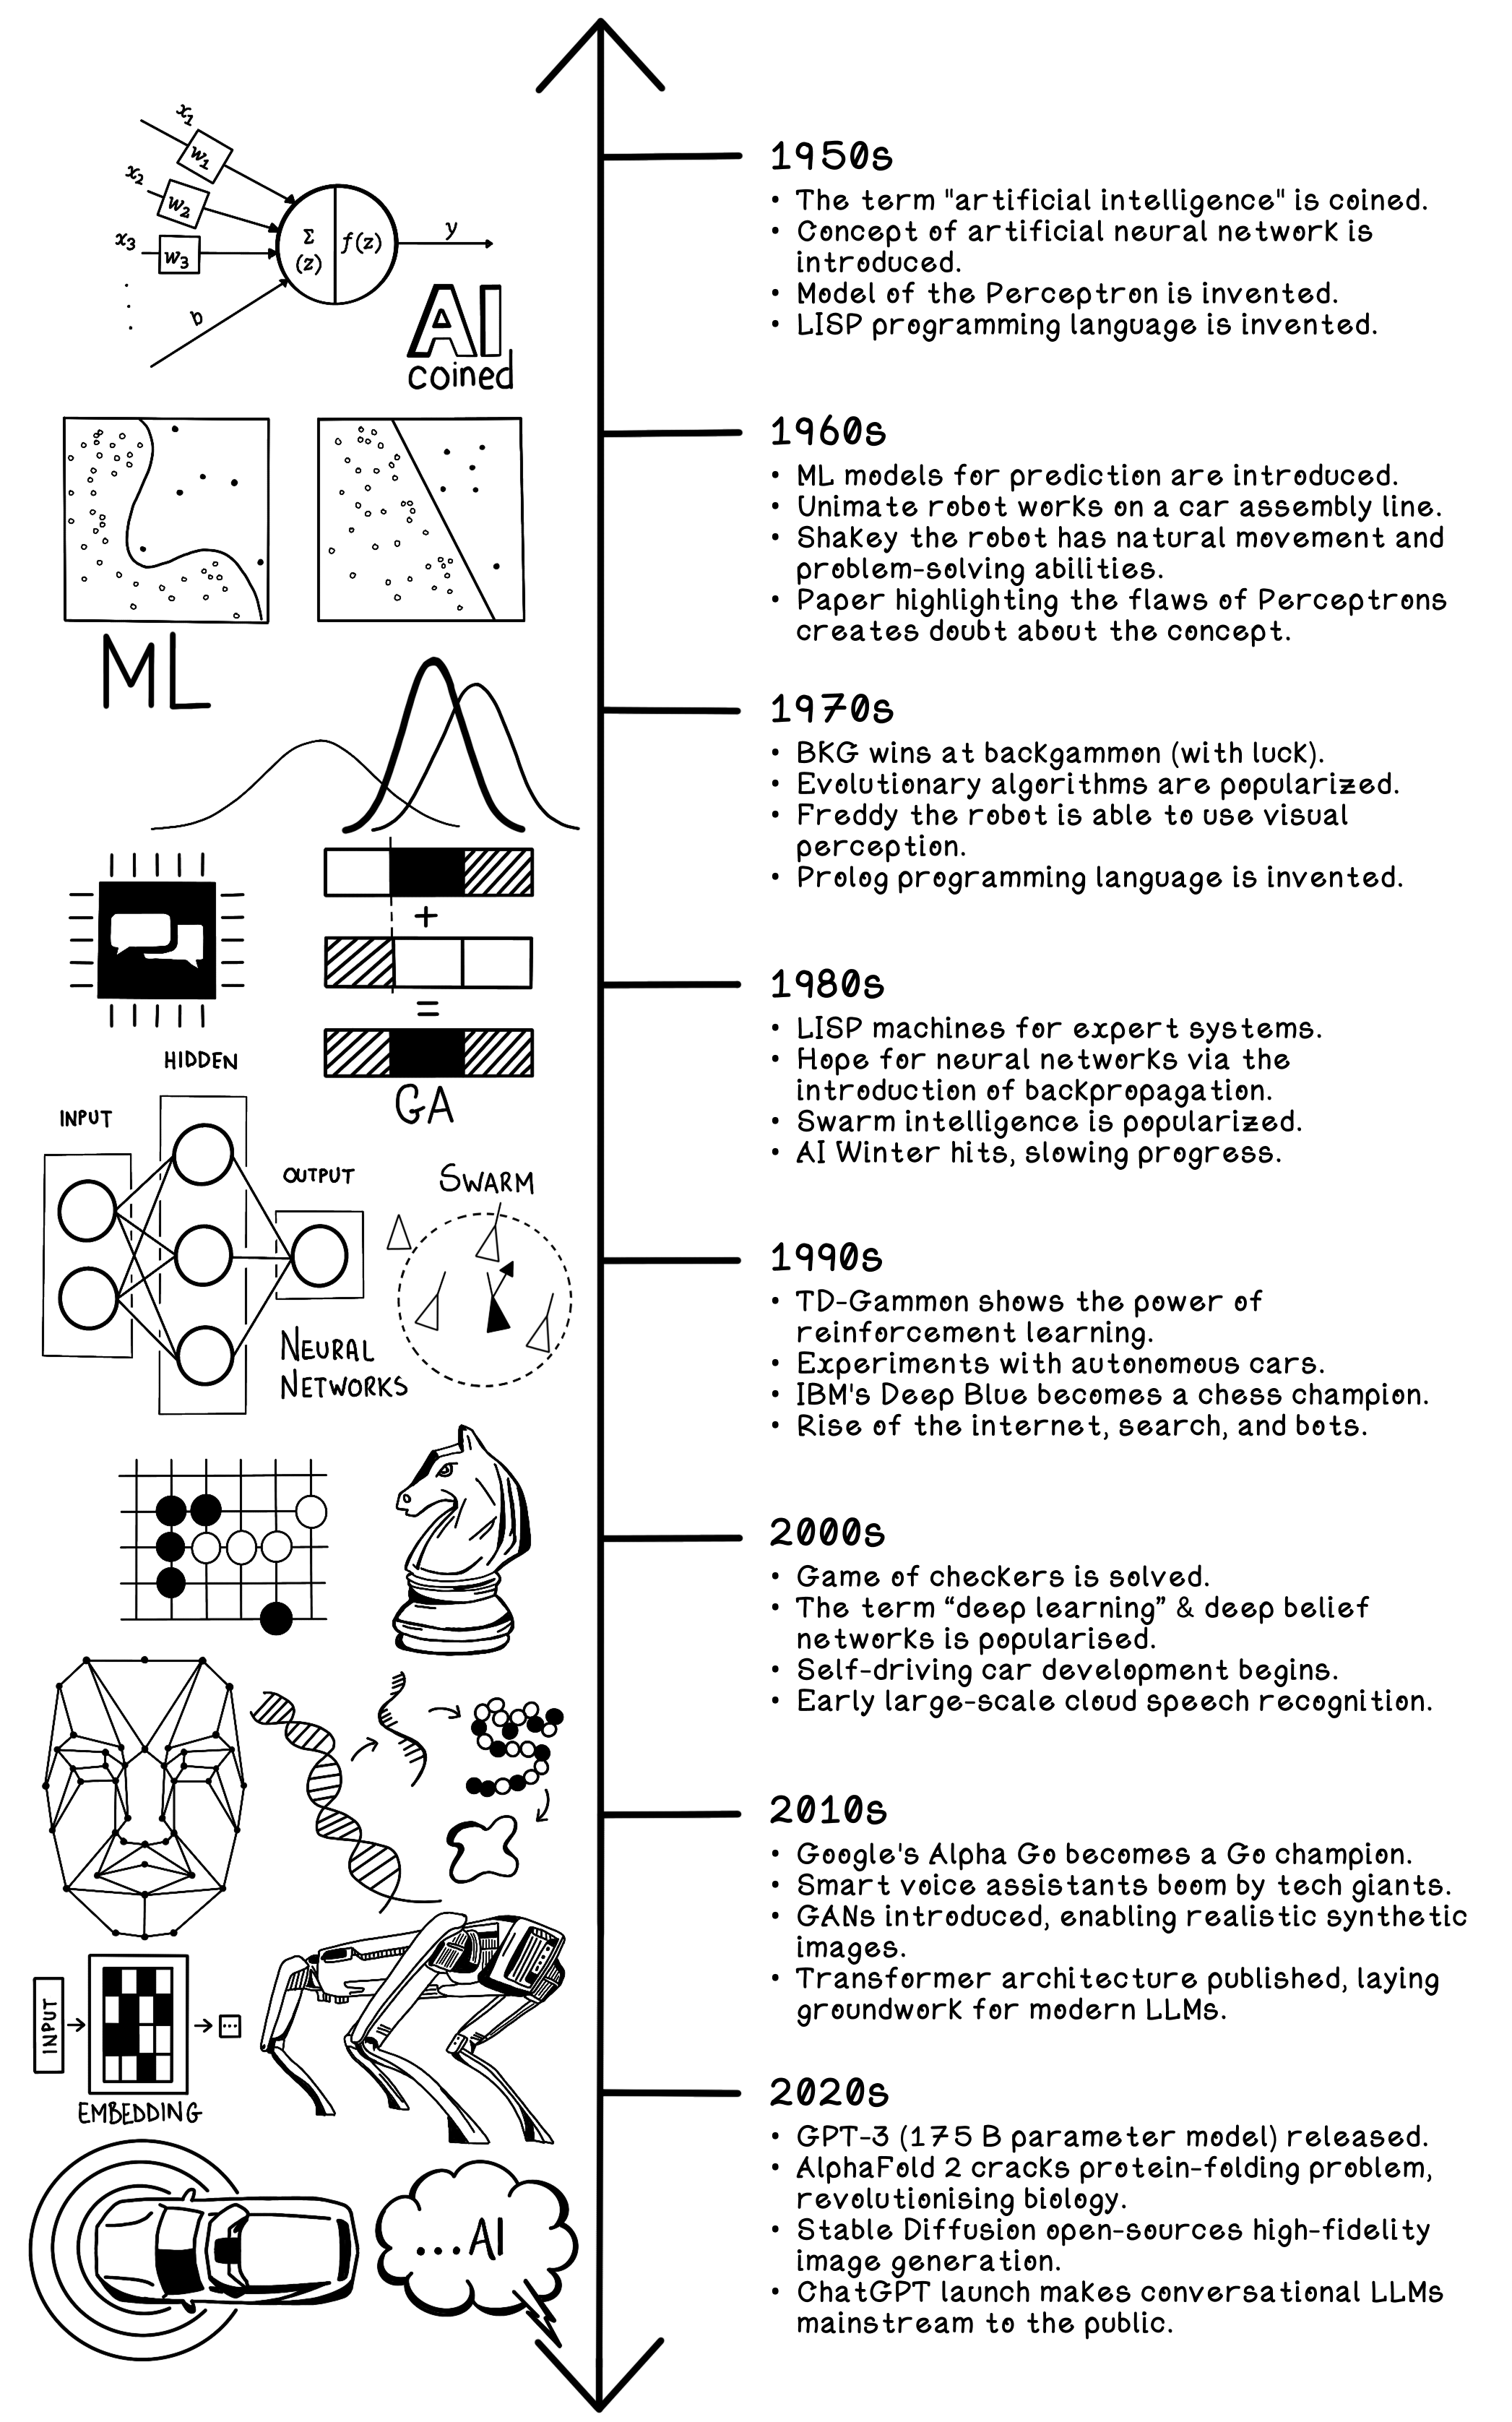 x1
w1
x2
w2
x3
w3
b
Σ
(z)
f(z)
y
AI
coined
1950s
• The term "artificial intelligence" is coined.
• Concept of artificial neural network is
introduced.
• Model of the Perceptron is invented.
• LISP programming language is invented.
1960s
• ML models for prediction are introduced.
• Unimate robot works on a car assembly line.
• Shakey the robot has natural movement and
problem-solving abilities.
• Paper highlighting the flaws of Perceptrons
creates doubt about the concept.
ML
1970s
• BKG wins at backgammon (with luck).
• Evolutionary algorithms are popularized.
• Freddy the robot is able to use visual
perception.
• Prolog programming language is invented.
+
=
GA
1980s
• LISP machines for expert systems.
• Hope for neural networks via the
introduction of backpropagation.
• Swarm intelligence is popularized.
• AI Winter hits, slowing progress.
HIDDEN
INPUT
OUTPUT
NEURAL
NETWORKS
SWARM
1990s
• TD-Gammon shows the power of
reinforcement learning.
• Experiments with autonomous cars.
• IBM's Deep Blue becomes a chess champion.
• Rise of the internet, search, and bots.
2000s
• Game of checkers is solved.
• The term “deep learning” & deep belief
networks is popularised.
• Self-driving car development begins.
• Early large-scale cloud speech recognition.
2010s
• Google's Alpha Go becomes a Go champion.
• Smart voice assistants boom by tech giants.
• GANs introduced, enabling realistic synthetic
images.
• Transformer architecture published, laying
groundwork for modern LLMs.
INPUT
...
EMBEDDING
2020s
• GPT-3 (175 B parameter model) released.
• AlphaFold 2 cracks protein-folding problem,
revolutionising biology.
• Stable Diffusion open-sources high-fidelity
image generation.
• ChatGPT launch makes conversational LLMs
mainstream to the public.
...AI